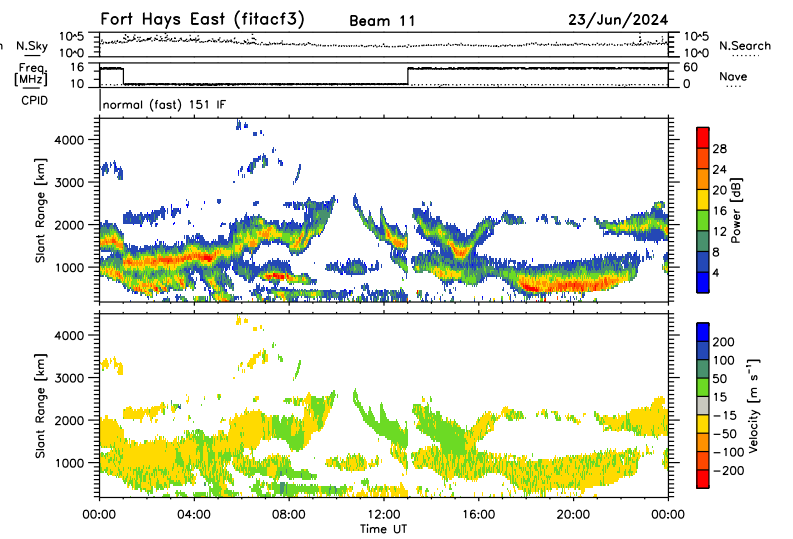 Fort Hays East (fitacf3) Beam 11 23/Jun/2024
N.Sky 10^5 10^0 10^5 10^0 N.Search
Freq. [MHz] 16 10 60 0 Nave
CPID normal (fast) 151 IF
Slant Range [km]
4000
3000
2000
1000
Power [dB]
28
24
20
16
12
8
4
Slant Range [km]
4000
3000
2000
1000
Velocity [m s⁻¹]
200
100
50
15
-15
-50
-100
-200
00:00 04:00 08:00 12:00 16:00 20:00 00:00
Time UT